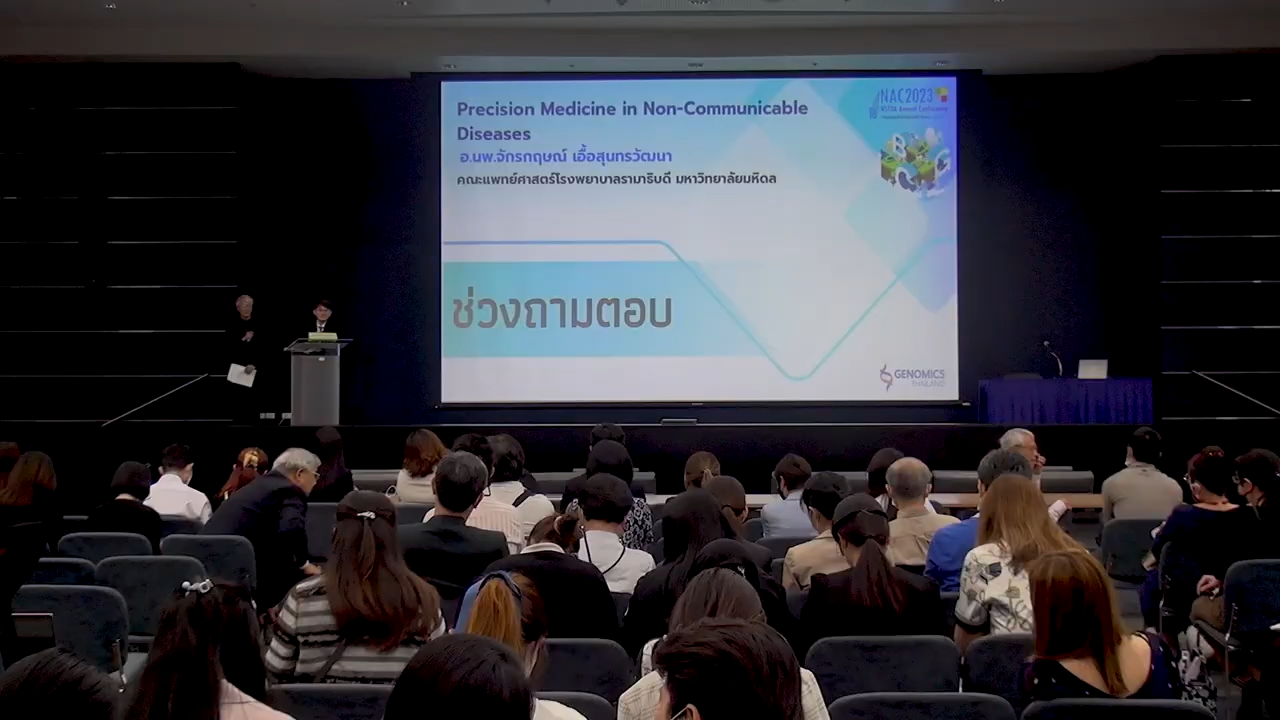 Precision Medicine in Non-Communicable
Diseases
อ.นพ.จักรกฤษณ์ เอื้อสุนทรวัฒนา
คณะแพทย์ศาสตร์โรงพยาบาลรามาธิบดี มหาวิทยาลัยมหิดล
ช่วงถามตอบ
NAC2023
NSTDA Annual Conference
B
C
G
GENOMICS
THAILAND